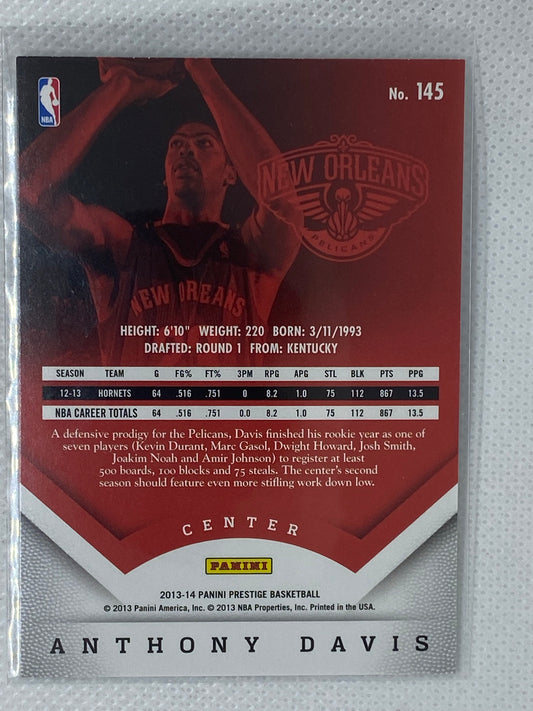 NBA
No. 145
NEW ORLEANS
PELICANS
NEW ORLEANS
HEIGHT: 6'10" WEIGHT: 220 BORN: 3/11/1993
DRAFTED: ROUND 1 FROM: KENTUCKY
SEASON TEAM G FG% FT% 3PM RPG APG STL BLK PTS PPG
12-13 HORNETS 64 .516 .751 0 8.2 1.0 75 112 867 13.5
NBA CAREER TOTALS 64 .516 .751 0.0 8.2 1.0 75 112 867 13.5
A defensive prodigy for the Pelicans, Davis finished his rookie year as one of
seven players (Kevin Durant, Marc Gasol, Dwight Howard, Josh Smith,
Joakim Noah and Amir Johnson) to register at least
500 boards, 100 blocks and 75 steals. The center's second
season should feature even more stifling work down low.
CENTER
PANINI
2013-14 PANINI PRESTIGE BASKETBALL
© 2013 Panini America, Inc. © 2013 NBA Properties, Inc. Printed in the USA.
ANTHONY DAVIS